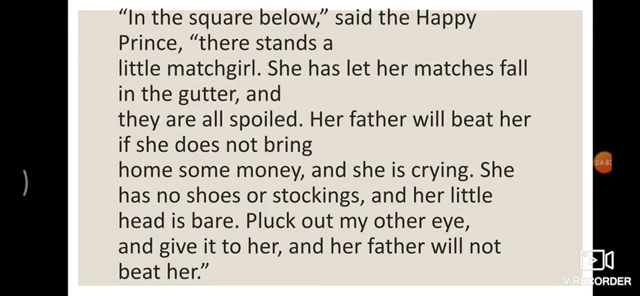 “In the square below,” said the Happy
Prince, “there stands a
little matchgirl. She has let her matches fall
in the gutter, and
they are all spoiled. Her father will beat her
if she does not bring
home some money, and she is crying. She
has no shoes or stockings, and her little
head is bare. Pluck out my other eye,
and give it to her, and her father will not
beat her.”
24:47
V RECORDER